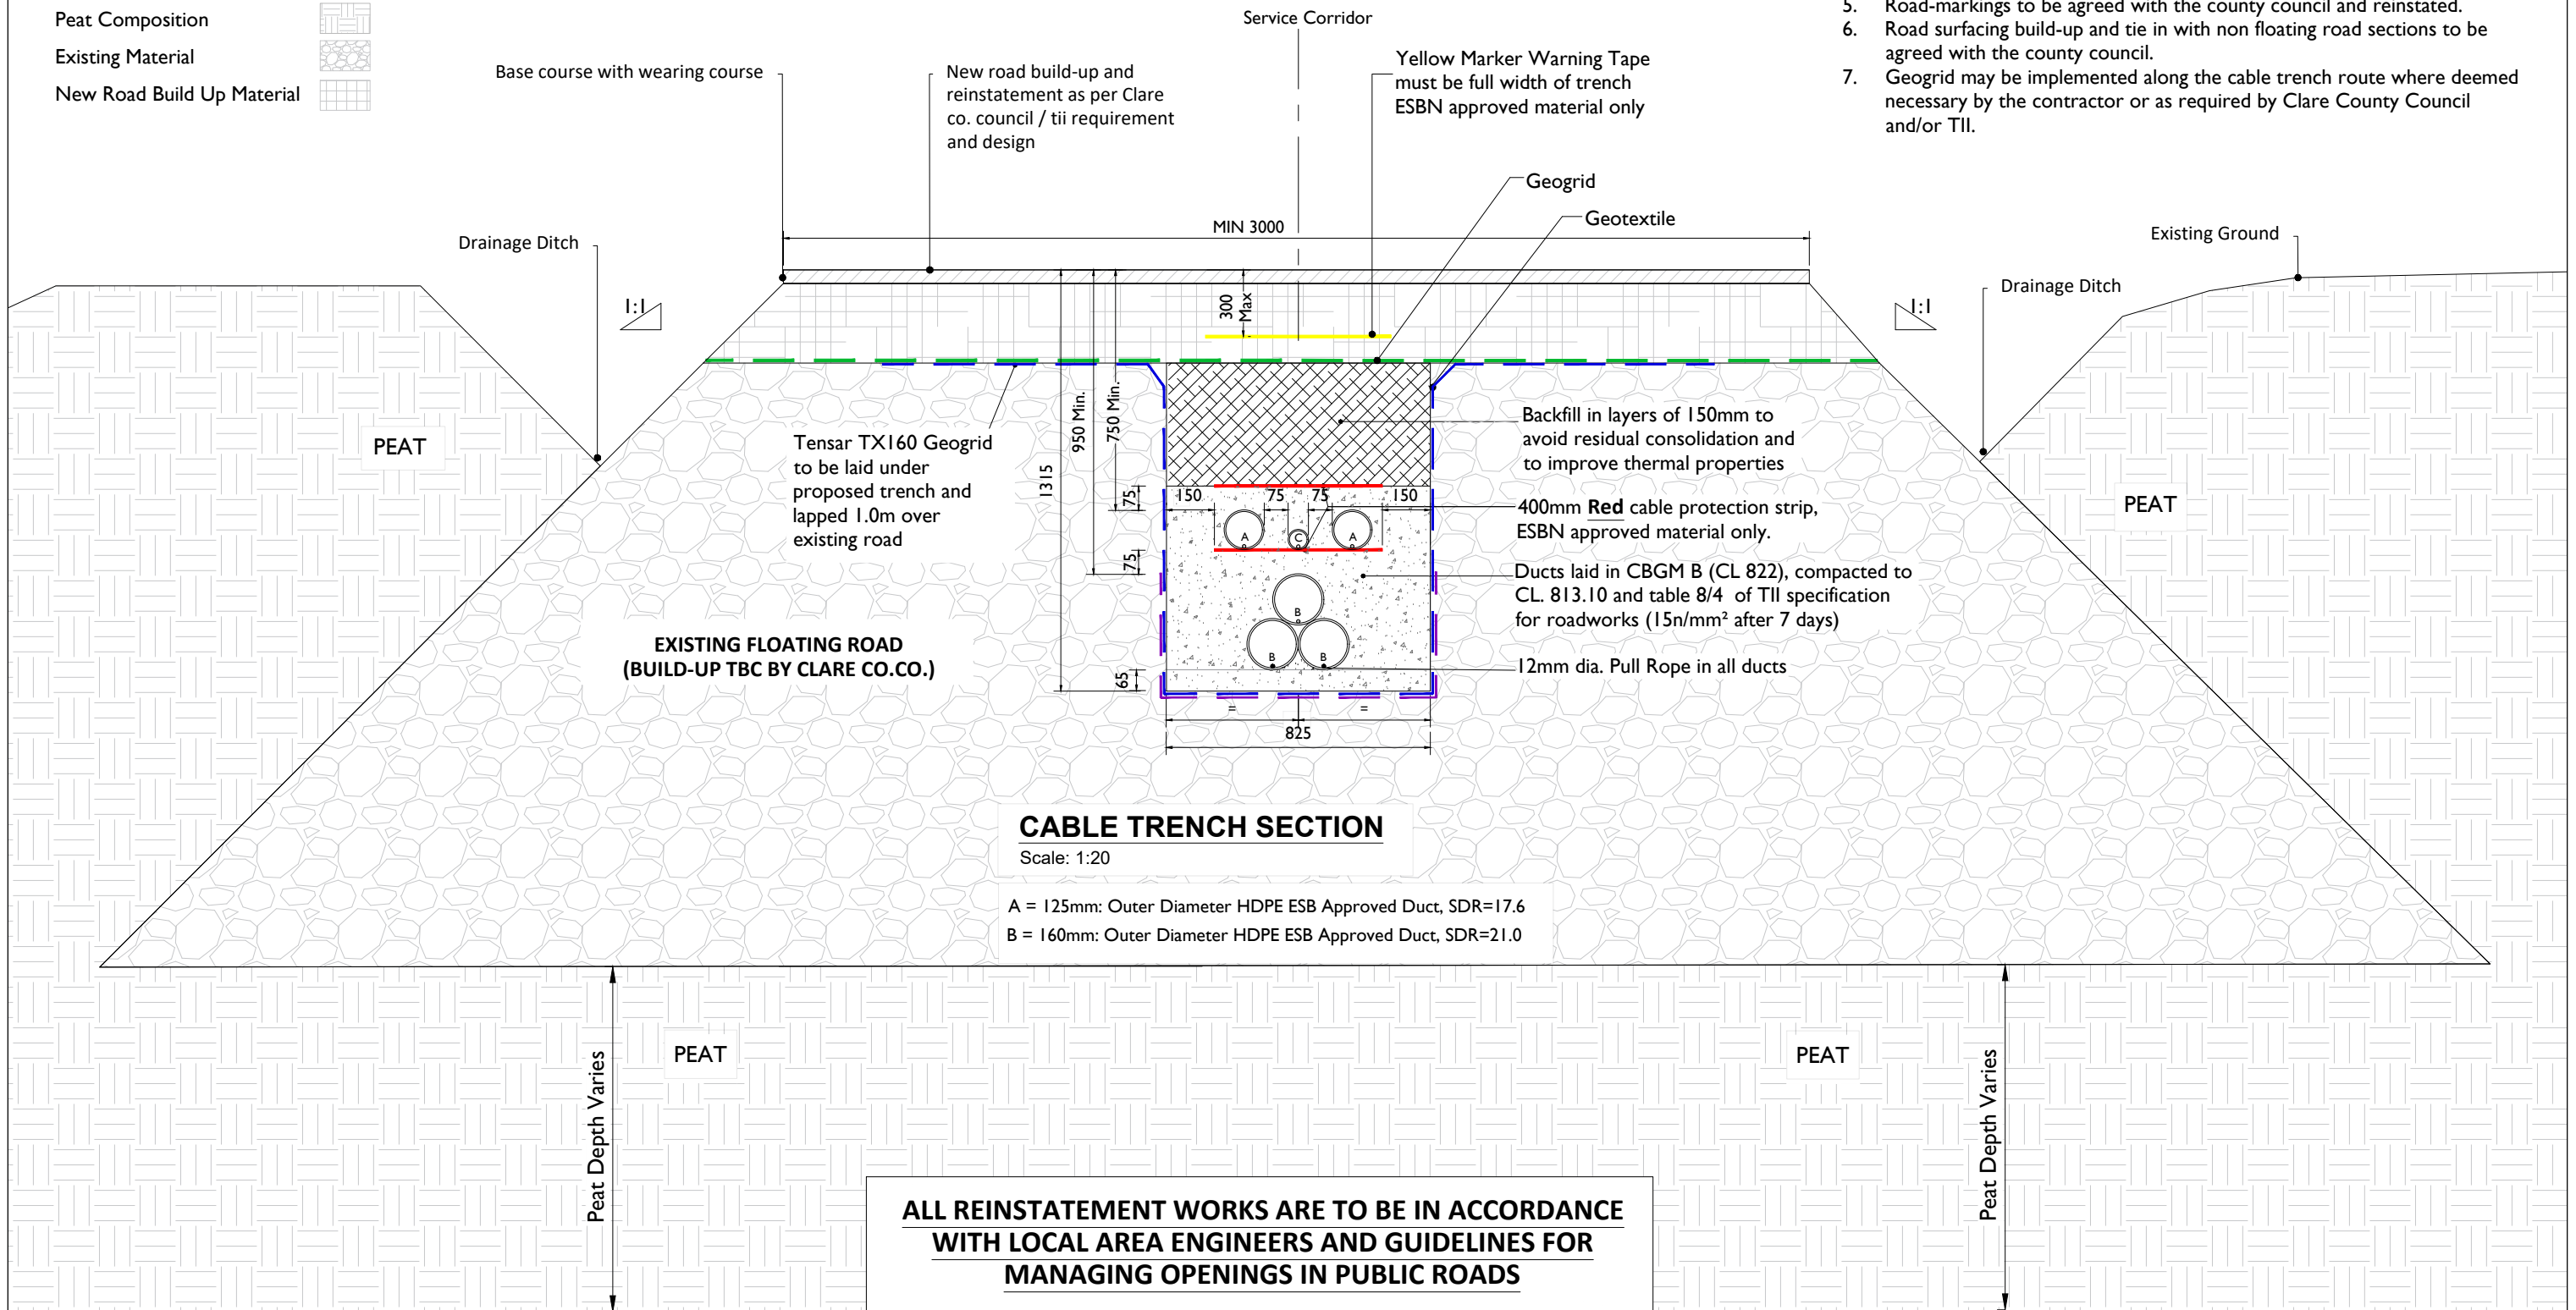 Peat Composition
Existing Material
New Road Build Up Material
Service Corridor
5. Road-markings to be agreed with the county council and reinstated.
6. Road surfacing build-up and tie in with non floating road sections to be
agreed with the county council.
7. Geogrid may be implemented along the cable trench route where deemed
necessary by the contractor or as required by Clare County Council
and/or TII.
Base course with wearing course
New road build-up and
reinstatement as per Clare
co. council / tii requirement
and design
Yellow Marker Warning Tape
must be full width of trench
ESBN approved material only
Geogrid
Geotextile
MIN 3000
Drainage Ditch
Existing Ground
Drainage Ditch
1:1
1:1
300
Max
PEAT
Tensar TX160 Geogrid
to be laid under
proposed trench and
lapped 1.0m over
existing road
1315
950 Min.
750 Min.
75
150
75
75
150
75
65
A
C
A
B
B
B
Backfill in layers of 150mm to
avoid residual consolidation and
to improve thermal properties
400mm Red cable protection strip,
ESBN approved material only.
Ducts laid in CBGM B (CL 822), compacted to
CL. 813.10 and table 8/4 of TII specification
for roadworks (15n/mm² after 7 days)
12mm dia. Pull Rope in all ducts
PEAT
EXISTING FLOATING ROAD
(BUILD-UP TBC BY CLARE CO.CO.)
=
=
825
CABLE TRENCH SECTION
Scale: 1:20
A = 125mm: Outer Diameter HDPE ESB Approved Duct, SDR=17.6
B = 160mm: Outer Diameter HDPE ESB Approved Duct, SDR=21.0
Peat Depth Varies
PEAT
PEAT
Peat Depth Varies
ALL REINSTATEMENT WORKS ARE TO BE IN ACCORDANCE
WITH LOCAL AREA ENGINEERS AND GUIDELINES FOR
MANAGING OPENINGS IN PUBLIC ROADS